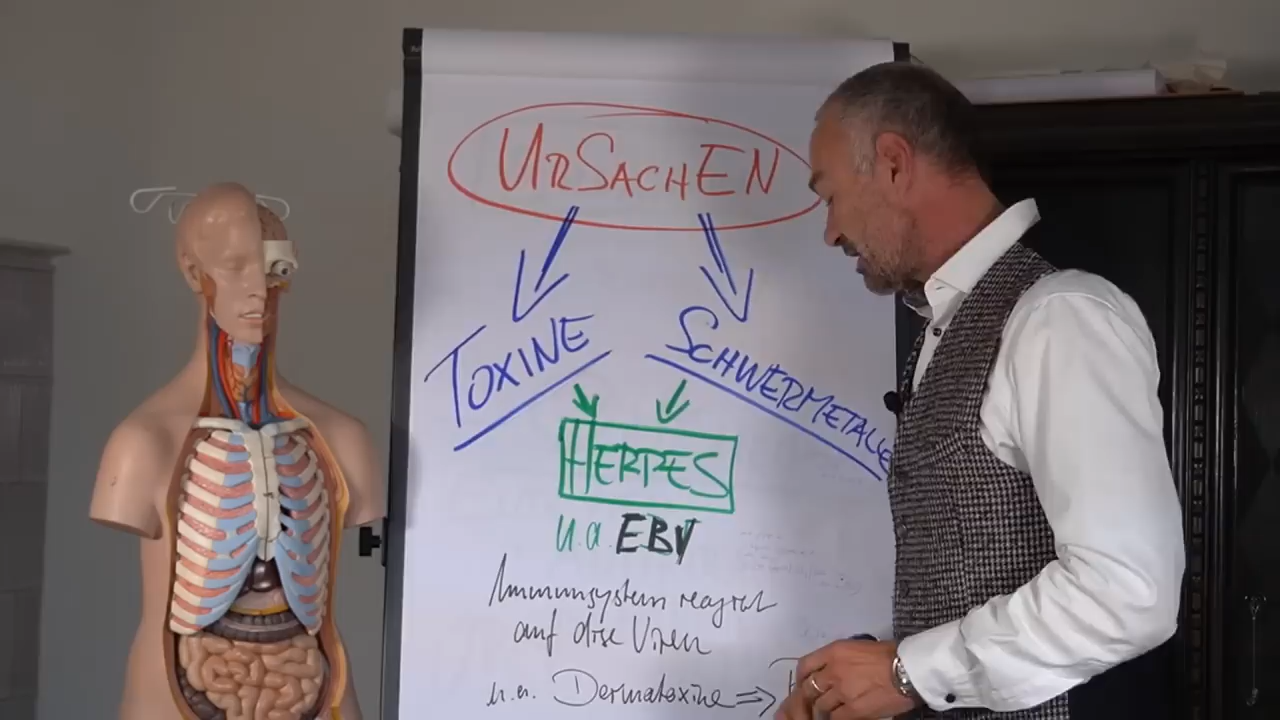 URSACHEN
TOXINE
SCHWERMETALLE
HERPES
u.a. EBV
Immunsystem reagiert
auf diese Viren
u.a. Dermatoxine ⇒